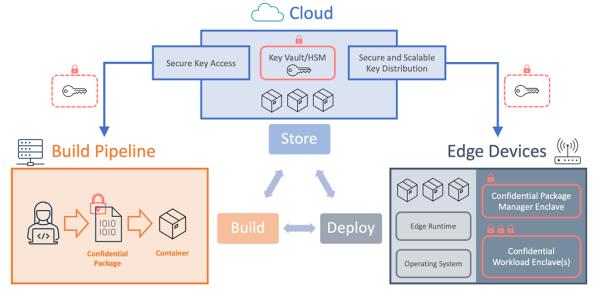 Cloud
Secure Key Access
Key Vault/HSM
Secure and Scalable
Key Distribution
Store
Build Pipeline
Edge Devices
</>
1010
1010
Confidential
Package
Container
Build
Deploy
Edge Runtime
Operating System
Confidential Package
Manager Enclave
Confidential
Workload Enclave(s)